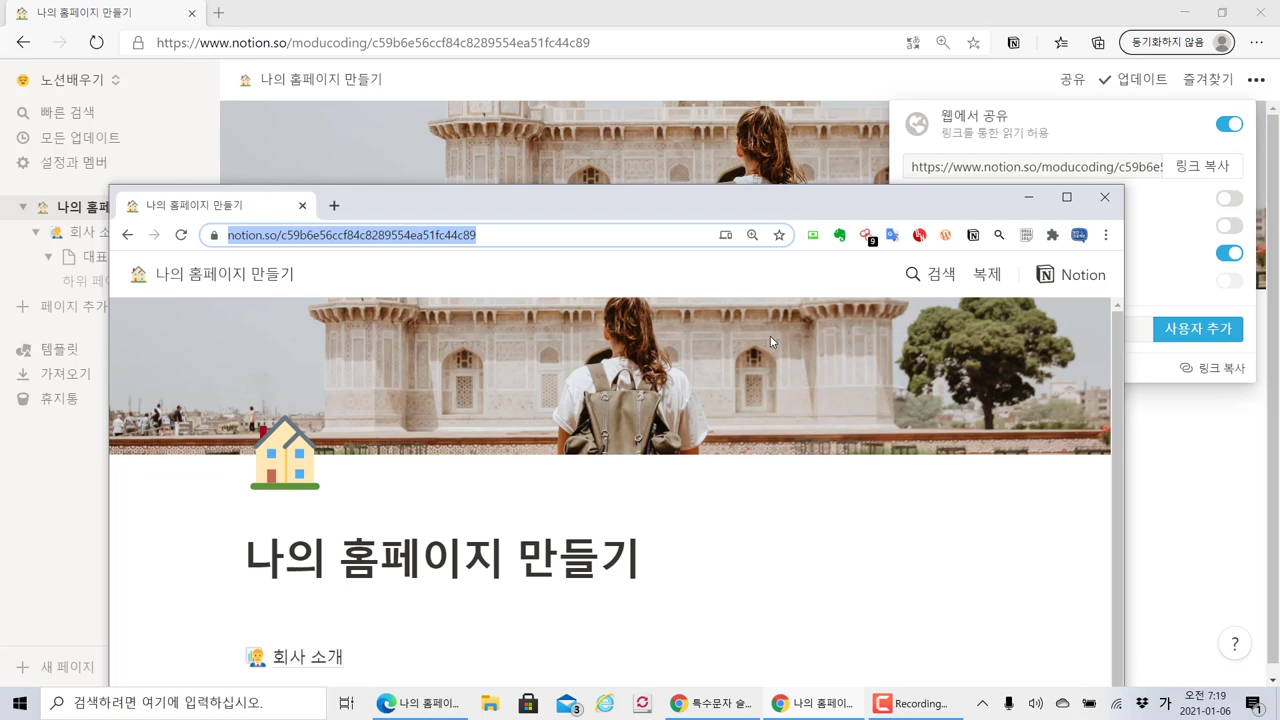 나의 홈페이지 만들기
https://www.notion.so/moducoding/c59b6e56ccf84c8289554ea51fc44c89
동기화하지 않음
노션배우기
나의 홈페이지 만들기
공유 업데이트 즐겨찾기
빠른 검색
모든 업데이트
설정과 멤버
나의 홈페
회사 소
대표
하위 페
페이지 추가
템플릿
가져오기
휴지통
새 페이지
웹에서 공유
링크를 통한 읽기 허용
https://www.notion.so/moducoding/c59b6e5 링크 복사
사용자 추가
링크 복사
나의 홈페이지 만들기
notion.so/c59b6e56ccf84c8289554ea51fc44c89
9
나의 홈페이지 만들기
검색 복제 Notion
나의 홈페이지 만들기
회사 소개
?
검색하려면 여기에 입력하십시오.
3
나의 홈페이...
특수문자 슬...
나의 홈페이...
Recording...
가
오전 7:19
2021-01-06
1